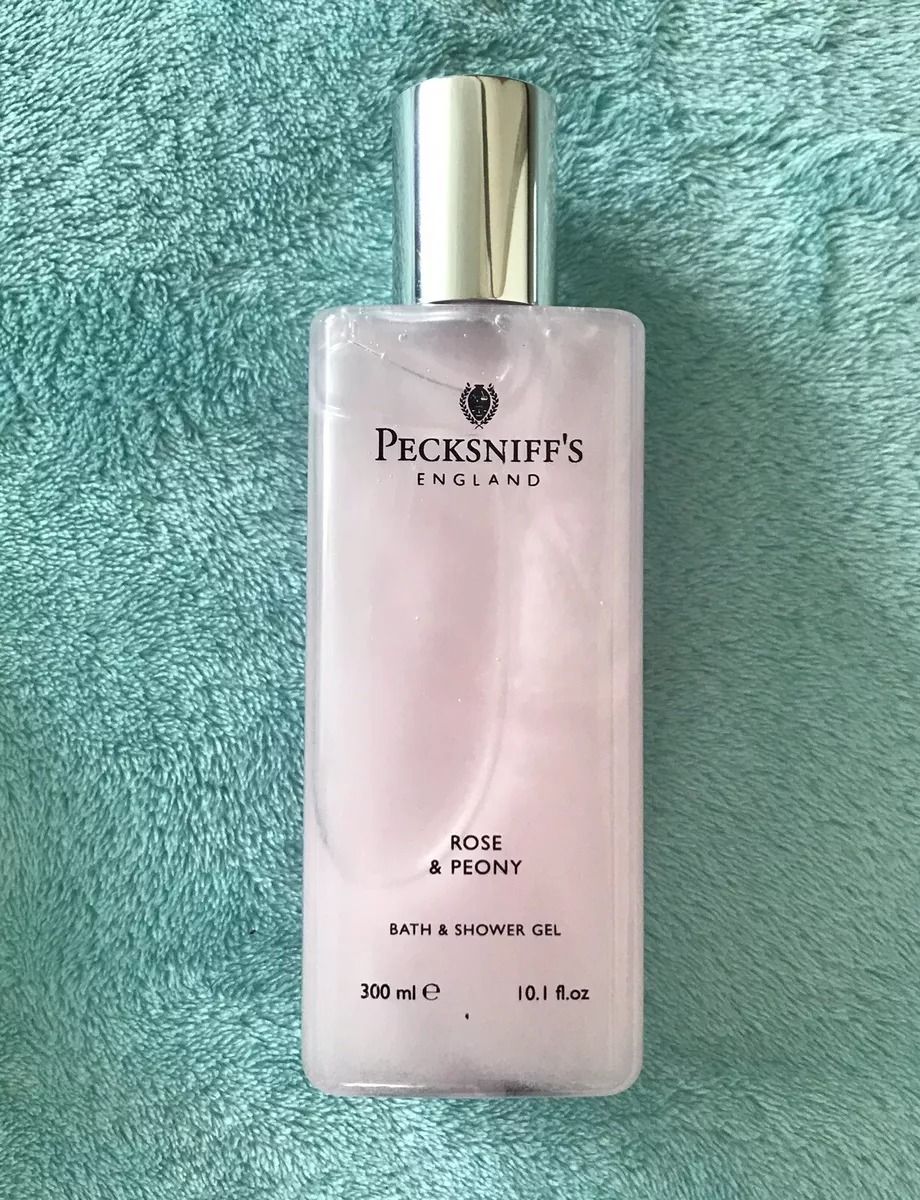 PECKSNIFF'S
ENGLAND
ROSE
& PEONY
BATH & SHOWER GEL
300 ml ℮ 10.1 fl.oz